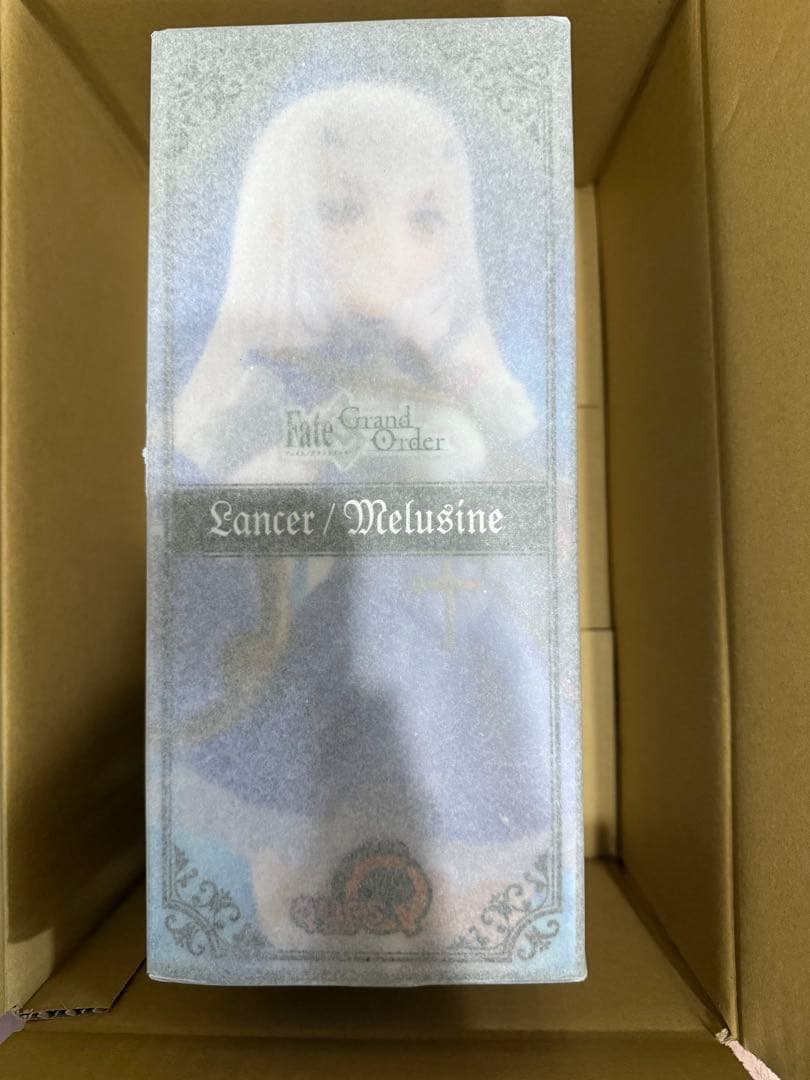 Fate
Grand
Order
Lancer / Melusine